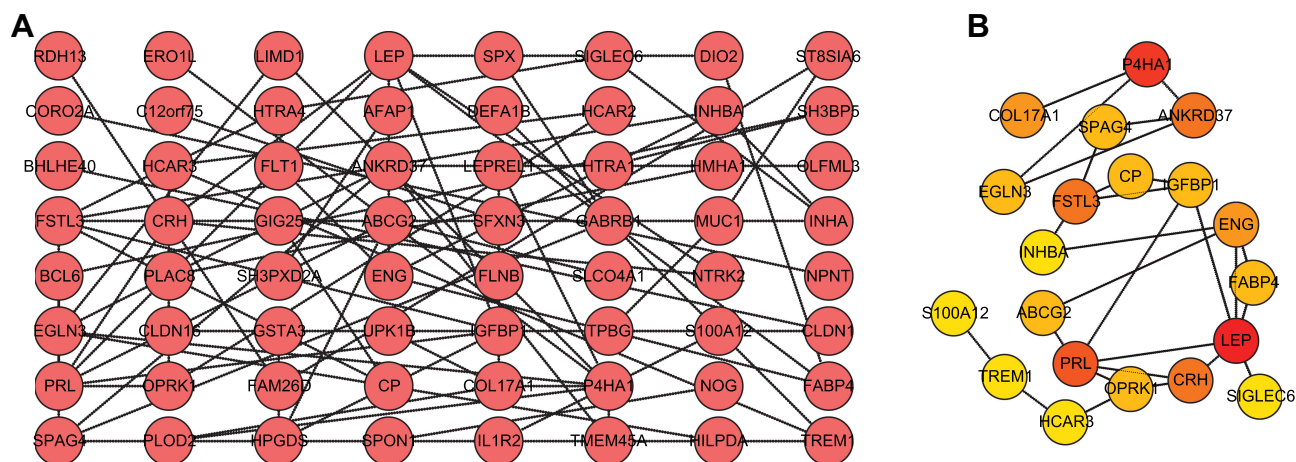 A
RDH13 ERO1L LIMD1 LEP SPX SIGLEC6 DIO2 ST8SIA6
CORO2A C12orf75 HTRA4 AFAP1 DEFA1B HCAR2 INHBA SH3BP5
BHLHE40 HCAR3 FLT1 ANKRD37 LEPREL1 HTRA1 HMHA1 OLFML3
FSTL3 CRH GIG25 ABCG2 SFXN3 GABRB1 MUC1 INHA
BCL6 PLAC8 SH3PXD2A ENG FLNB SLCO4A1 NTRK2 NPNT
EGLN3 CLDN16 GSTA3 UPK1B IGFBP1 TPBG S100A12 CLDN1
PRL OPRK1 FAM26D CP COL17A1 P4HA1 NOG FABP4
SPAG4 PLOD2 HPGDS SPON1 IL1R2 TMEM45A HILPDA TREM1
B
P4HA1
COL17A1
SPAG4
ANKRD37
EGLN3
CP
IGFBP1
FSTL3
ENG
INHBA
FABP4
S100A12
ABCG2
LEP
PRL
TREM1
OPRK1
CRH
SIGLEC6
HCAR3